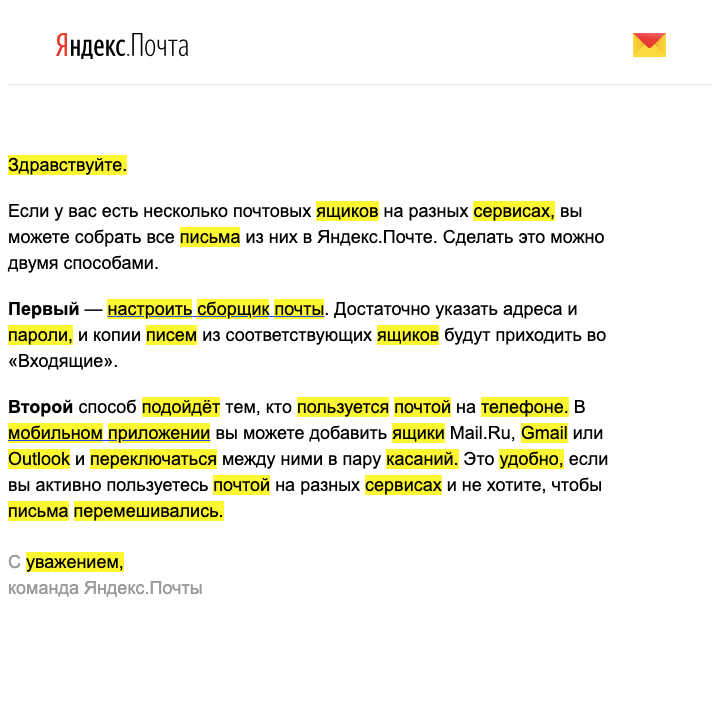 Яндекс.Почта
Здравствуйте.
Если у вас есть несколько почтовых ящиков на разных сервисах, вы
можете собрать все письма из них в Яндекс.Почте. Сделать это можно
двумя способами.
Первый — настроить сборщик почты. Достаточно указать адреса и
пароли, и копии писем из соответствующих ящиков будут приходить во
«Входящие».
Второй способ подойдёт тем, кто пользуется почтой на телефоне. В
мобильном приложении вы можете добавить ящики Mail.Ru, Gmail или
Outlook и переключаться между ними в пару касаний. Это удобно, если
вы активно пользуетесь почтой на разных сервисах и не хотите, чтобы
письма перемешивались.
С уважением,
команда Яндекс.Почты